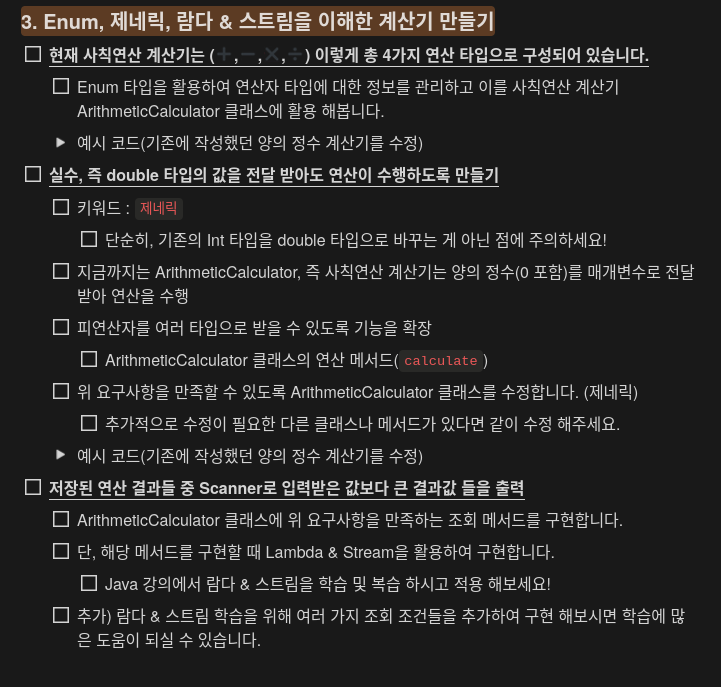 3. Enum, 제네릭, 람다 & 스트림을 이해한 계산기 만들기
현재 사칙연산 계산기는 (➕,➖,✖,➗) 이렇게 총 4가지 연산 타입으로 구성되어 있습니다.
Enum 타입을 활용하여 연산자 타입에 대한 정보를 관리하고 이를 사칙연산 계산기
ArithmeticCalculator 클래스에 활용 해봅니다.
예시 코드(기존에 작성했던 양의 정수 계산기를 수정)
실수, 즉 double 타입의 값을 전달 받아도 연산이 수행하도록 만들기
키워드 : 제네릭
단순히, 기존의 Int 타입을 double 타입으로 바꾸는 게 아닌 점에 주의하세요!
지금까지는 ArithmeticCalculator, 즉 사칙연산 계산기는 양의 정수(0 포함)를 매개변수로 전달
받아 연산을 수행
피연산자를 여러 타입으로 받을 수 있도록 기능을 확장
ArithmeticCalculator 클래스의 연산 메서드(calculate)
위 요구사항을 만족할 수 있도록 ArithmeticCalculator 클래스를 수정합니다. (제네릭)
추가적으로 수정이 필요한 다른 클래스나 메서드가 있다면 같이 수정 해주세요.
예시 코드(기존에 작성했던 양의 정수 계산기를 수정)
저장된 연산 결과들 중 Scanner로 입력받은 값보다 큰 결과값 들을 출력
ArithmeticCalculator 클래스에 위 요구사항을 만족하는 조회 메서드를 구현합니다.
단, 해당 메서드를 구현할 때 Lambda & Stream을 활용하여 구현합니다.
Java 강의에서 람다 & 스트림을 학습 및 복습 하시고 적용 해보세요!
추가) 람다 & 스트림 학습을 위해 여러 가지 조회 조건들을 추가하여 구현 해보시면 학습에 많
은 도움이 되실 수 있습니다.